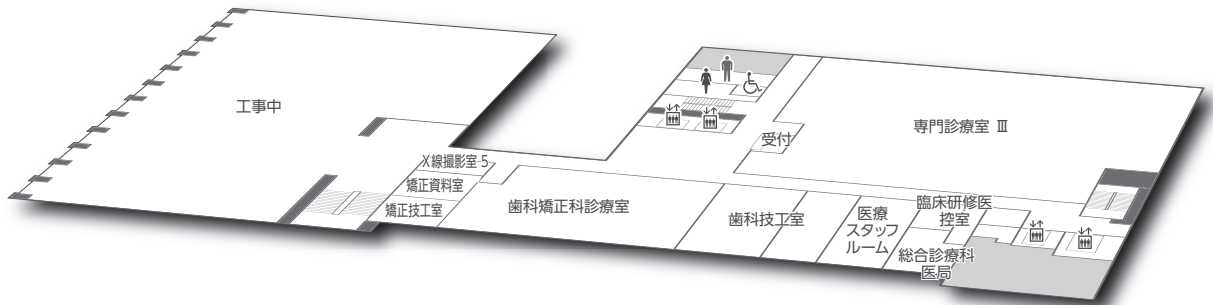 工事中
専門診療室 Ⅲ
受付
X線撮影室-5
矯正資料室
矯正技工室
歯科矯正科診療室
歯科技工室
医療
スタッフ
ルーム
臨床研修医
控室
総合診療科
医局